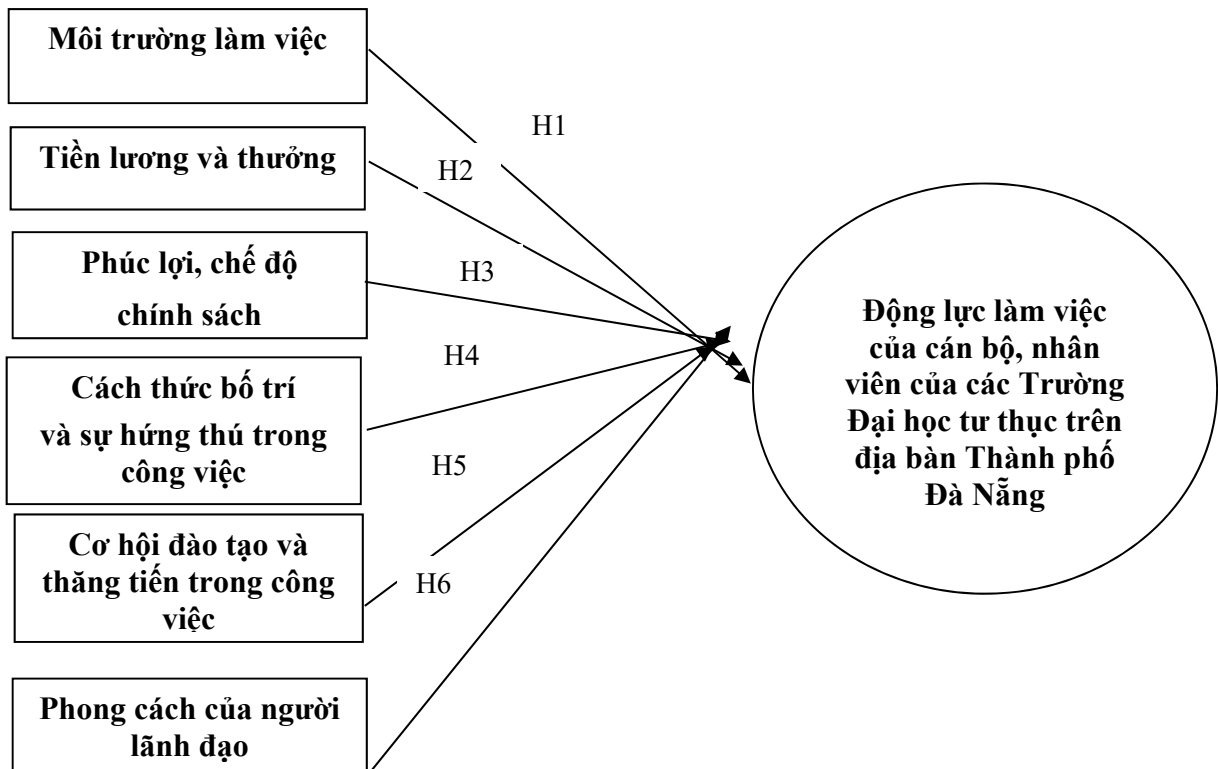 Môi trường làm việc
H1
Tiền lương và thưởng
H2
Phúc lợi, chế độ
chính sách
H3
Cách thức bố trí
và sự hứng thú trong
công việc
H4
Cơ hội đào tạo và
thăng tiến trong công
việc
H5
Phong cách của người
lãnh đạo
H6
Động lực làm việc
của cán bộ, nhân
viên của các Trường
Đại học tư thục trên
địa bàn Thành phố
Đà Nẵng